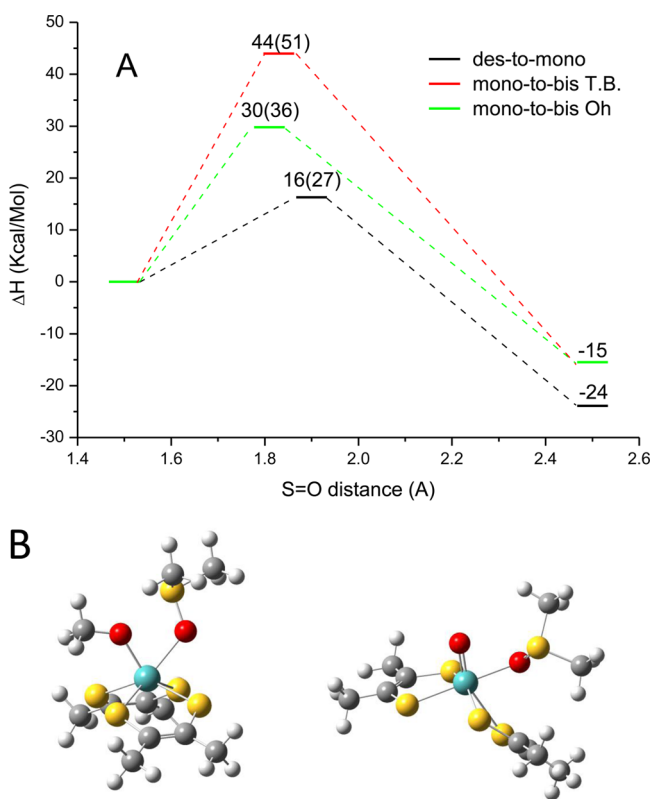 50
40
30
20
10
0
-10
-20
-30
ΔH (Kcal/Mol)
A
44(51)
30(36)
16(27)
-15
-24
des-to-mono
mono-to-bis T.B.
mono-to-bis Oh
1.4 1.6 1.8 2.0 2.2 2.4 2.6
S=O distance (A)
B